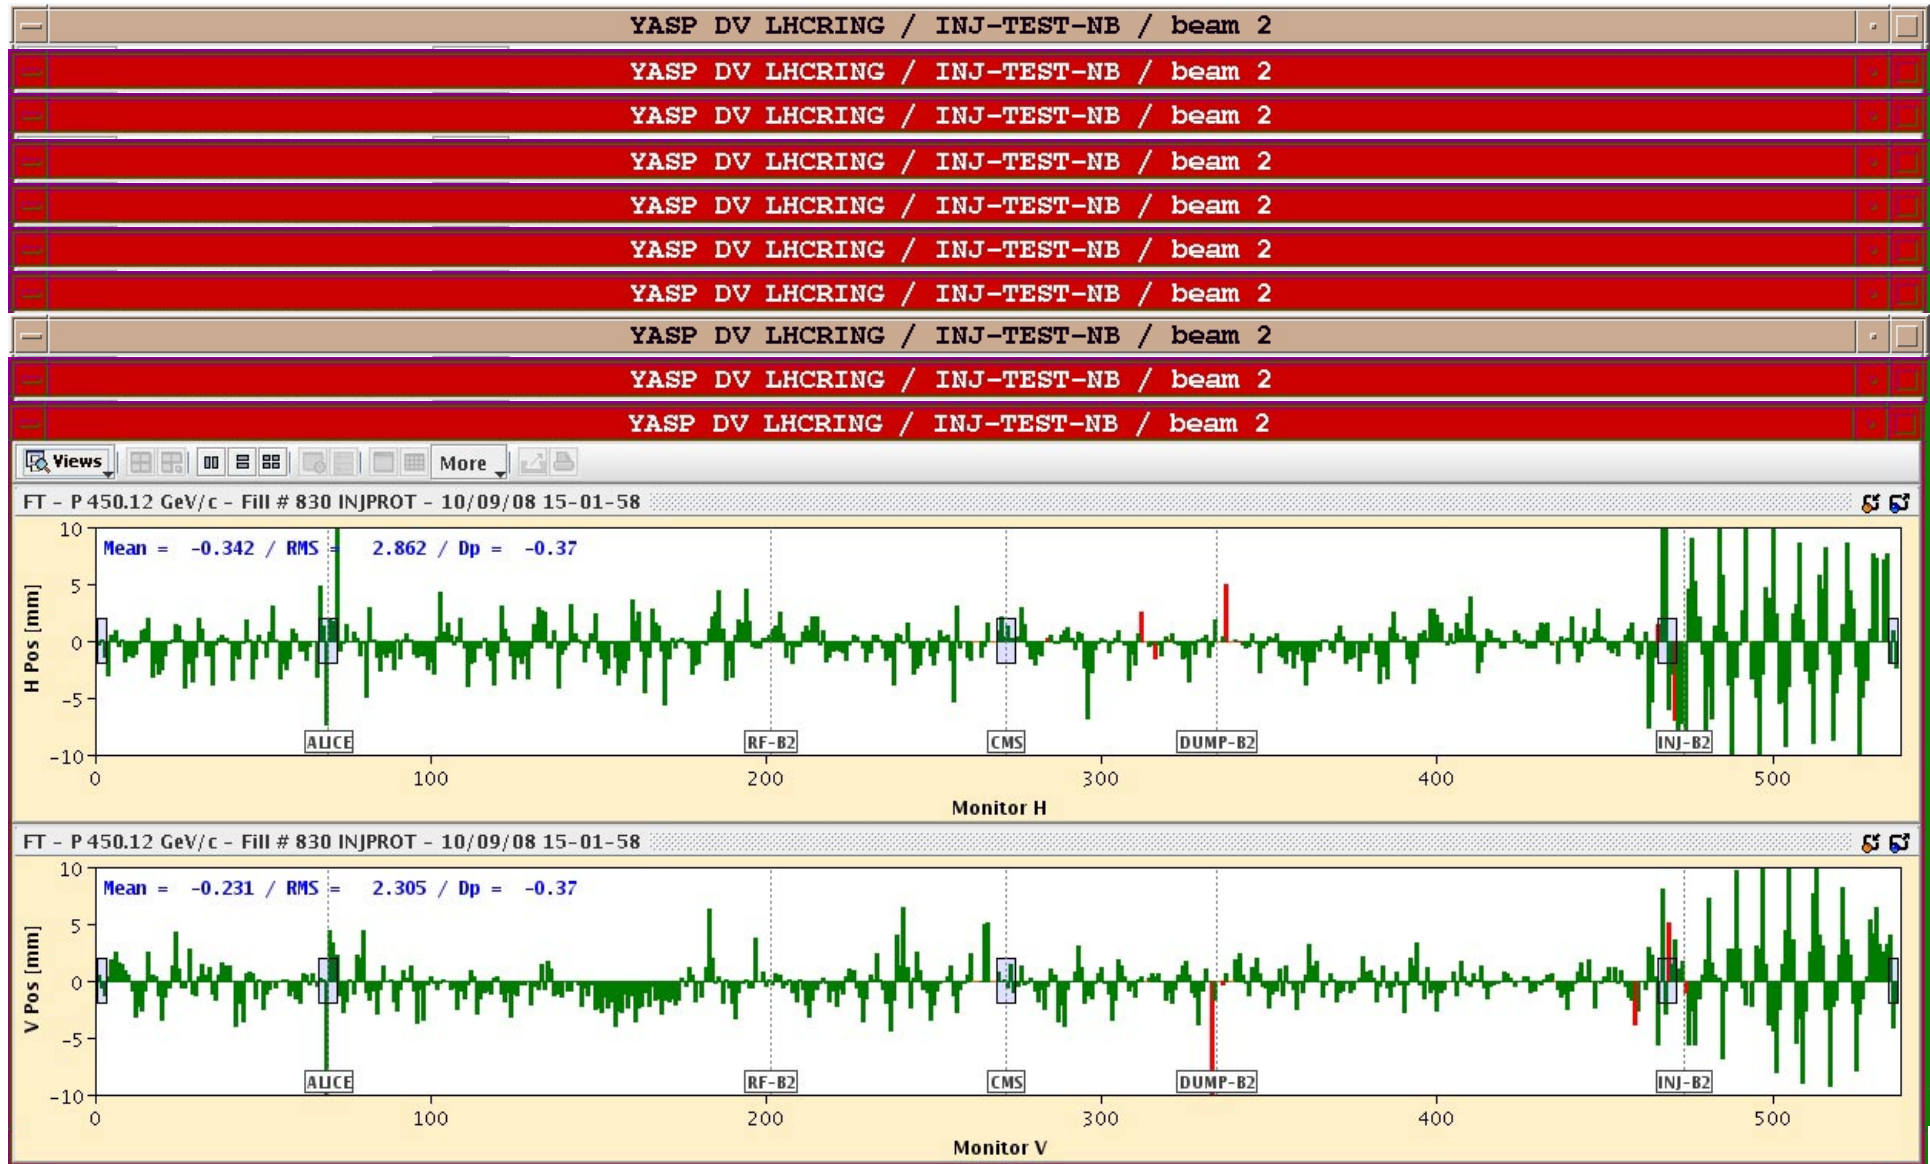 YASP DV LHCRING / INJ-TEST-NB / beam 2
YASP DV LHCRING / INJ-TEST-NB / beam 2
YASP DV LHCRING / INJ-TEST-NB / beam 2
YASP DV LHCRING / INJ-TEST-NB / beam 2
YASP DV LHCRING / INJ-TEST-NB / beam 2
YASP DV LHCRING / INJ-TEST-NB / beam 2
YASP DV LHCRING / INJ-TEST-NB / beam 2
YASP DV LHCRING / INJ-TEST-NB / beam 2
YASP DV LHCRING / INJ-TEST-NB / beam 2
YASP DV LHCRING / INJ-TEST-NB / beam 2
Views More
FT - P 450.12 GeV/c - Fill # 830 INJPROT - 10/09/08 15-01-58
Mean = -0.342 / RMS = 2.862 / Dp = -0.37
H Pos [mm]
10
5
0
-5
-10
ALICE RF-B2 CMS DUMP-B2 INJ-B2
0 100 200 300 400 500
Monitor H
FT - P 450.12 GeV/c - Fill # 830 INJPROT - 10/09/08 15-01-58
Mean = -0.231 / RMS = 2.305 / Dp = -0.37
V Pos [mm]
10
5
0
-5
-10
ALICE RF-B2 CMS DUMP-B2 INJ-B2
0 100 200 300 400 500
Monitor V